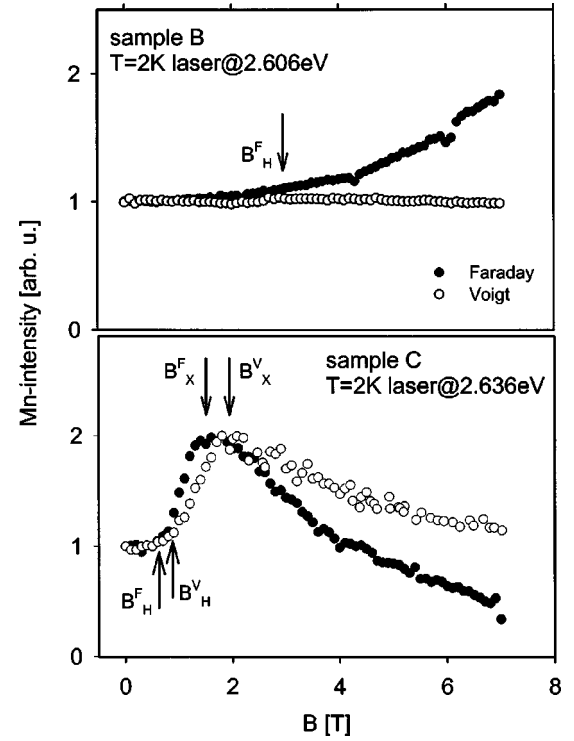 sample B
T=2K laser@2.606eV
2
B^F_H
1
Faraday
Voigt
0
Mn-intensity [arb. u.]
B^F_X B^V_X
sample C
T=2K laser@2.636eV
2
1
B^F_H B^V_H
0
0 2 4 6 8
B [T]